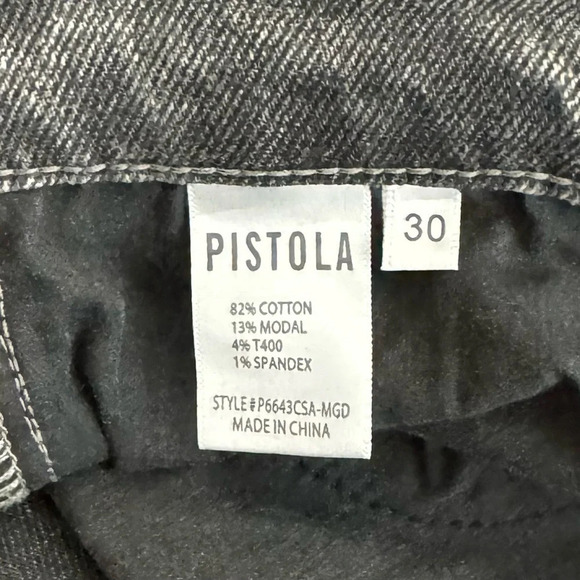 PISTOLA
30
82% COTTON
13% MODAL
4% T400
1% SPANDEX
STYLE#P6643CSA-MGD
MADE IN CHINA